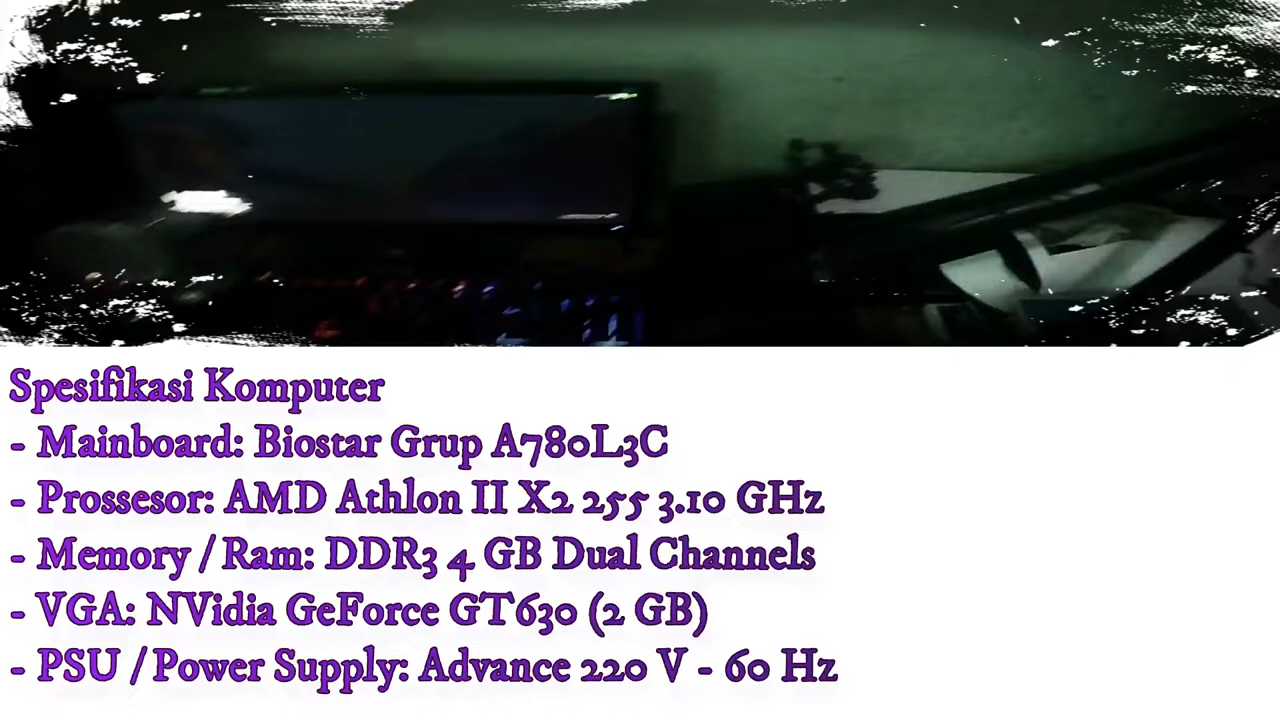 Spesifikasi Komputer
- Mainboard: Biostar Grup A780L3C
- Prossesor: AMD Athlon II X2 255 3.10 GHz
- Memory / Ram: DDR3 4 GB Dual Channels
- VGA: NVidia GeForce GT630 (2 GB)
- PSU / Power Supply: Advance 220 V - 60 Hz